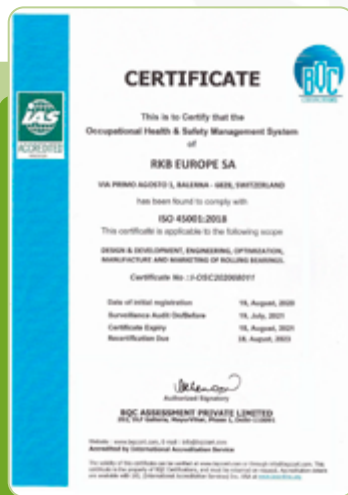 CERTIFICATE
BQC
IAS
ACCREDITED
This is to Certify that the
Occupational Health & Safety Management System
of
RKB EUROPE SA
VIA PRIMO AGOSTO 1, BALERNA - 6828, SWITZERLAND
has been found to comply with
ISO 45001:2018
This certificate is applicable to the following scope
DESIGN & DEVELOPMENT, ENGINEERING, OPTIMIZATION,
MANUFACTURE AND MARKETING OF ROLLING BEARINGS.
Certificate No :
Date of initial registration 19, August, 2020
Surveillance Audit On/Before 19, July, 2021
Certificate Expiry 18, August, 2021
Recertification Due 18, August, 2023
Authorized Signatory
BQC ASSESSMENT PRIVATE LIMITED
Accredited by International Accreditation Service